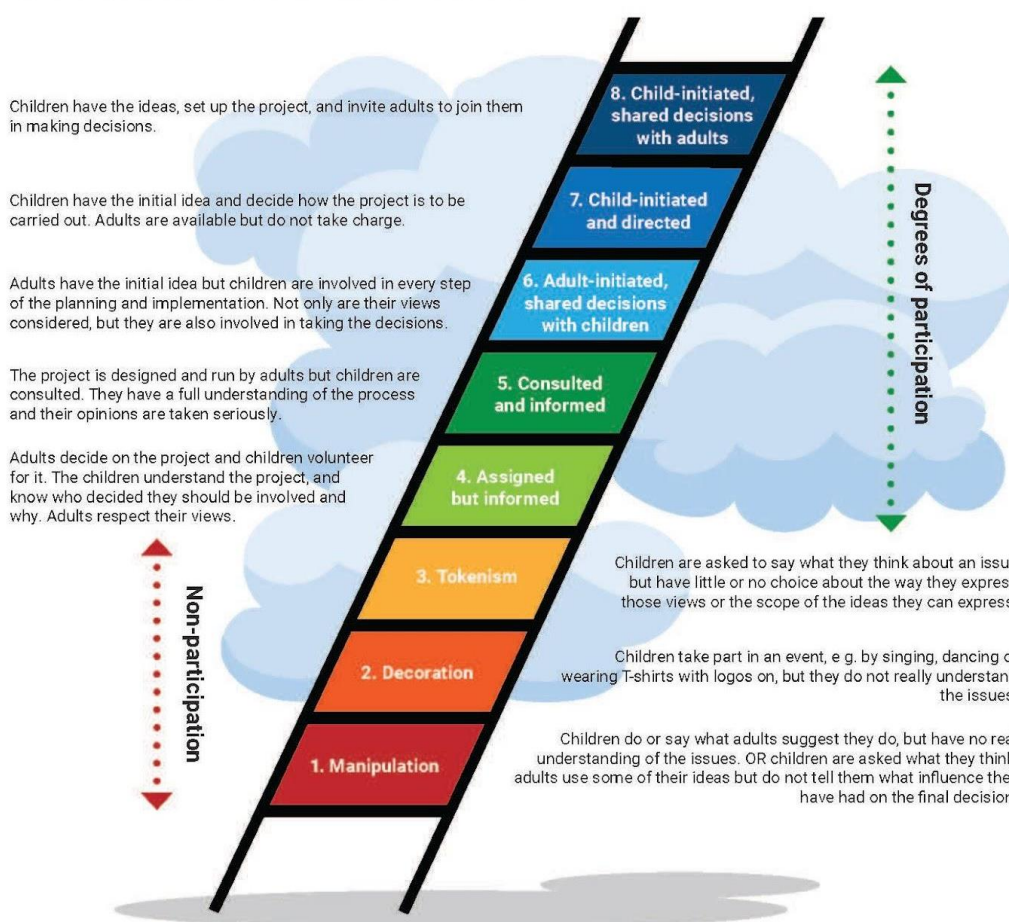 Children have the ideas, set up the project, and invite adults to join them
in making decisions.
8. Child-initiated,
shared decisions
with adults
Children have the initial idea and decide how the project is to be
carried out. Adults are available but do not take charge.
7. Child-initiated
and directed
Adults have the initial idea but children are involved in every step
of the planning and implementation. Not only are their views
considered, but they are also involved in taking the decisions.
6. Adult-initiated,
shared decisions
with children
Degrees of participation
The project is designed and run by adults but children are
consulted. They have a full understanding of the process
and their opinions are taken seriously.
5. Consulted
and informed
Adults decide on the project and children volunteer
for it. The children understand the project, and
know who decided they should be involved and
why. Adults respect their views.
4. Assigned
but informed
Non-participation
3. Tokenism
Children are asked to say what they think about an issu
but have little or no choice about the way they expres
those views or the scope of the ideas they can express
2. Decoration
Children take part in an event, e g. by singing, dancing o
wearing T-shirts with logos on, but they do not really understan
the issues
1. Manipulation
Children do or say what adults suggest they do, but have no rea
understanding of the issues. OR children are asked what they think
adults use some of their ideas but do not tell them what influence the
have had on the final decision